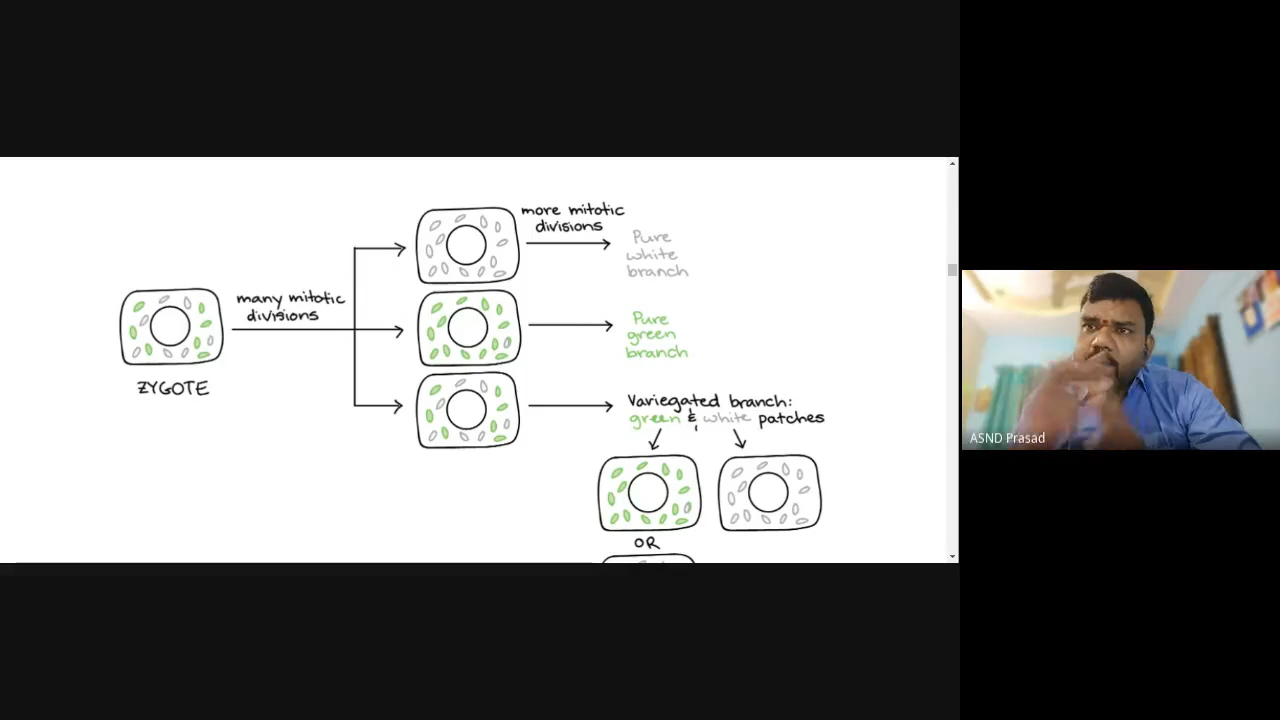 more mitotic
divisions
Pure
white
branch
many mitotic
divisions
ZYGOTE
Pure
green
branch
Variegated branch:
green & white patches
OR
ASND Prasad